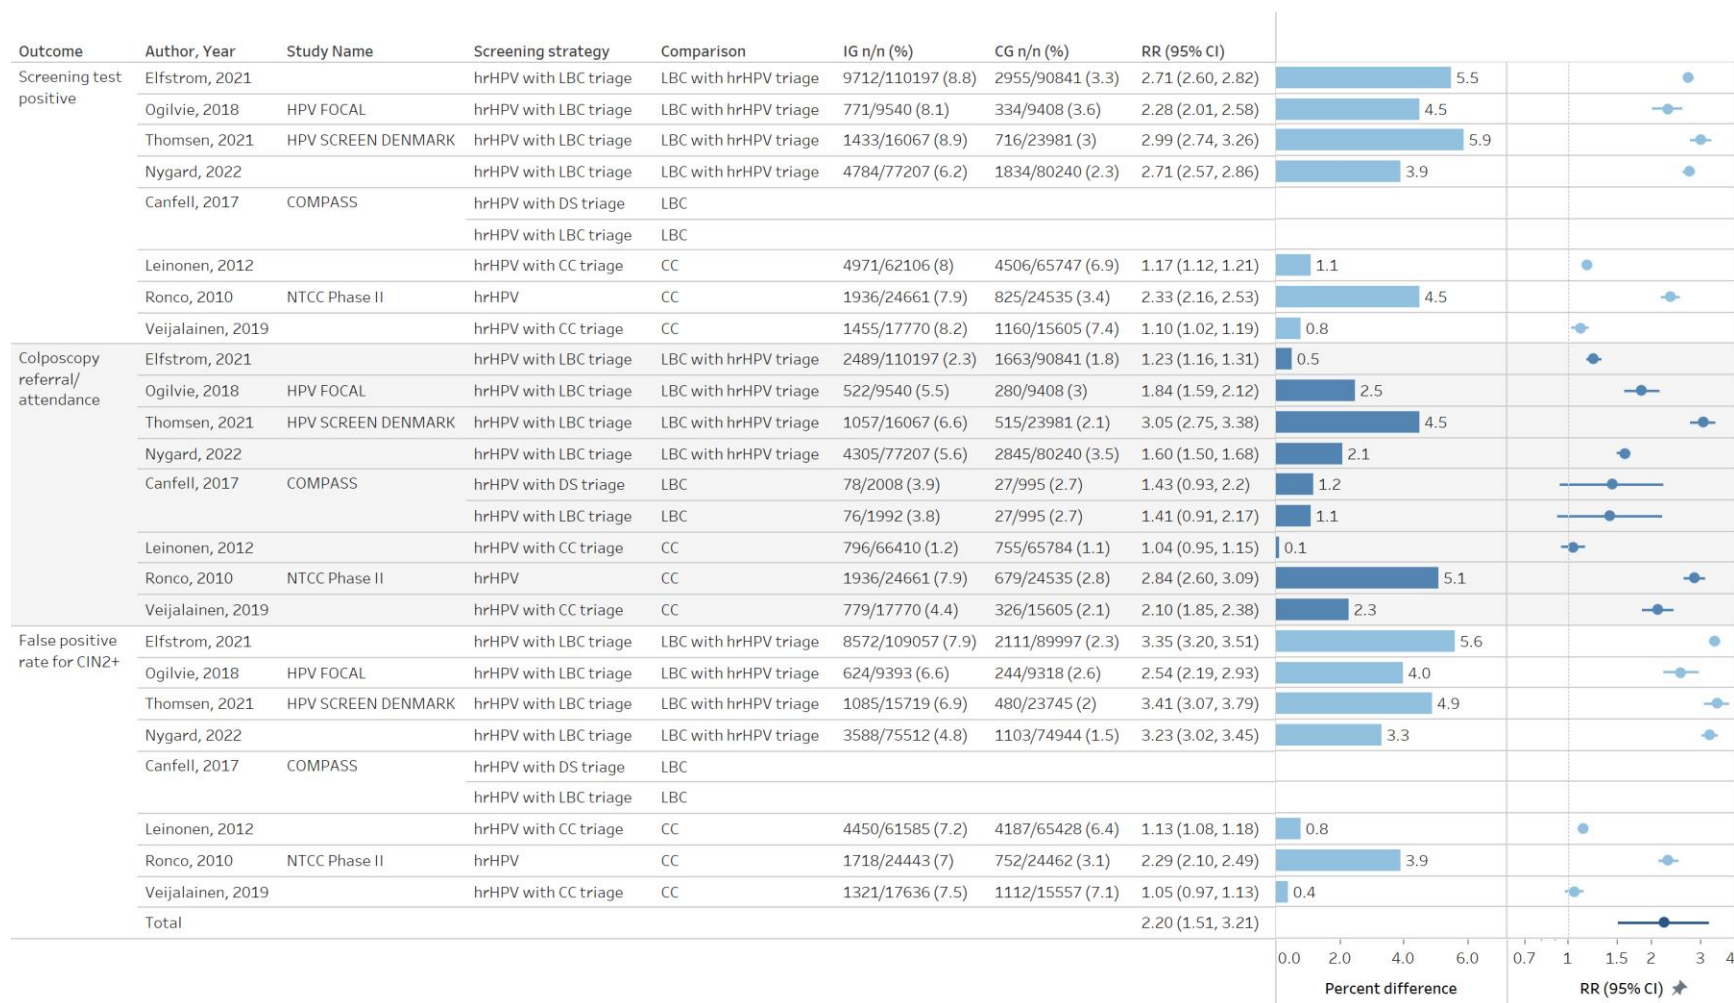 Outcome Author, Year Study Name Screening strategy Comparison IG n/n (%) CG n/n (%) RR (95% CI)
Screening test positive Elfstrom, 2021 hrHPV with LBC triage LBC with hrHPV triage 9712/110197 (8.8) 2955/90841 (3.3) 2.71 (2.60, 2.82) 5.5
Ogilvie, 2018 HPV FOCAL hrHPV with LBC triage LBC with hrHPV triage 771/9540 (8.1) 334/9408 (3.6) 2.28 (2.01, 2.58) 4.5
Thomsen, 2021 HPV SCREEN DENMARK hrHPV with LBC triage LBC with hrHPV triage 1433/16067 (8.9) 716/23981 (3) 2.99 (2.74, 3.26) 5.9
Nygard, 2022 hrHPV with LBC triage LBC with hrHPV triage 4784/77207 (6.2) 1834/80240 (2.3) 2.71 (2.57, 2.86) 3.9
Canfell, 2017 COMPASS hrHPV with DS triage LBC
hrHPV with LBC triage LBC
Leinonen, 2012 hrHPV with CC triage CC 4971/62106 (8) 4506/65747 (6.9) 1.17 (1.12, 1.21) 1.1
Ronco, 2010 NTCC Phase II hrHPV CC 1936/24661 (7.9) 825/24535 (3.4) 2.33 (2.16, 2.53) 4.5
Veijalainen, 2019 hrHPV with CC triage CC 1455/17770 (8.2) 1160/15605 (7.4) 1.10 (1.02, 1.19) 0.8
Colposcopy referral/ attendance Elfstrom, 2021 hrHPV with LBC triage LBC with hrHPV triage 2489/110197 (2.3) 1663/90841 (1.8) 1.23 (1.16, 1.31) 0.5
Ogilvie, 2018 HPV FOCAL hrHPV with LBC triage LBC with hrHPV triage 522/9540 (5.5) 280/9408 (3) 1.84 (1.59, 2.12) 2.5
Thomsen, 2021 HPV SCREEN DENMARK hrHPV with LBC triage LBC with hrHPV triage 1057/16067 (6.6) 515/23981 (2.1) 3.05 (2.75, 3.38) 4.5
Nygard, 2022 hrHPV with LBC triage LBC with hrHPV triage 4305/77207 (5.6) 2845/80240 (3.5) 1.60 (1.50, 1.68) 2.1
Canfell, 2017 COMPASS hrHPV with DS triage LBC 78/2008 (3.9) 27/995 (2.7) 1.43 (0.93, 2.2) 1.2
hrHPV with LBC triage LBC 76/1992 (3.8) 27/995 (2.7) 1.41 (0.91, 2.17) 1.1
Leinonen, 2012 hrHPV with CC triage CC 796/66410 (1.2) 755/65784 (1.1) 1.04 (0.95, 1.15) 0.1
Ronco, 2010 NTCC Phase II hrHPV CC 1936/24661 (7.9) 679/24535 (2.8) 2.84 (2.60, 3.09) 5.1
Veijalainen, 2019 hrHPV with CC triage CC 779/17770 (4.4) 326/15605 (2.1) 2.10 (1.85, 2.38) 2.3
False positive rate for CIN2+ Elfstrom, 2021 hrHPV with LBC triage LBC with hrHPV triage 8572/109057 (7.9) 2111/89997 (2.3) 3.35 (3.20, 3.51) 5.6
Ogilvie, 2018 HPV FOCAL hrHPV with LBC triage LBC with hrHPV triage 624/9393 (6.6) 244/9318 (2.6) 2.54 (2.19, 2.93) 4.0
Thomsen, 2021 HPV SCREEN DENMARK hrHPV with LBC triage LBC with hrHPV triage 1085/15719 (6.9) 480/23745 (2) 3.41 (3.07, 3.79) 4.9
Nygard, 2022 hrHPV with LBC triage LBC with hrHPV triage 3588/75512 (4.8) 1103/74944 (1.5) 3.23 (3.02, 3.45) 3.3
Canfell, 2017 COMPASS hrHPV with DS triage LBC
hrHPV with LBC triage LBC
Leinonen, 2012 hrHPV with CC triage CC 4450/61585 (7.2) 4187/65428 (6.4) 1.13 (1.08, 1.18) 0.8
Ronco, 2010 NTCC Phase II hrHPV CC 1718/24443 (7) 752/24462 (3.1) 2.29 (2.10, 2.49) 3.9
Veijalainen, 2019 hrHPV with CC triage CC 1321/17636 (7.5) 1112/15557 (7.1) 1.05 (0.97, 1.13) 0.4
Total 2.20 (1.51, 3.21)
0.0 2.0 4.0 6.0 0.7 1 1.5 2 3 4
Percent difference RR (95% CI)